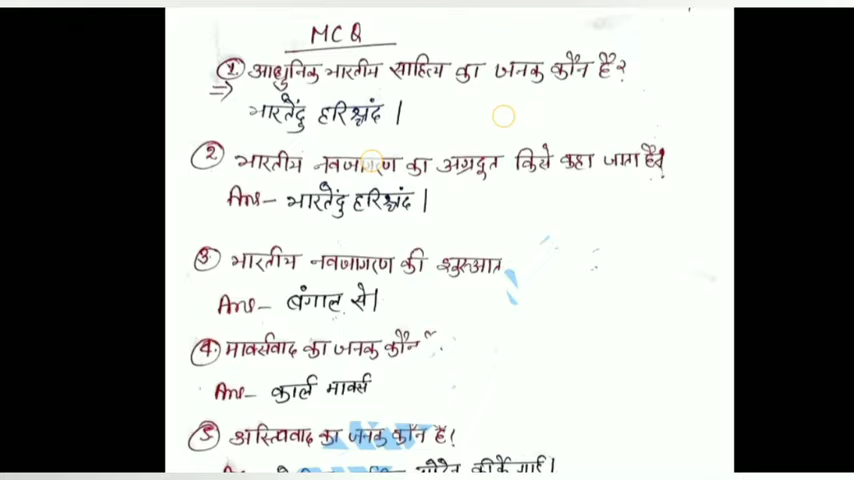 MCQ
1. आधुनिक भारतीय साहित्य का जनक कौन है?
⇒ भारतेंदु हरिश्चंद्र।
2. भारतीय नवजागरण का अग्रदूत किसे कहा जाता है?
Ans- भारतेंदु हरिश्चंद्र।
3. भारतीय नवजागरण की शुरुआत
Ans- बंगाल से।
4. मार्क्सवाद का जनक कौन
Ans- कार्ल मार्क्स
5. अस्तित्ववाद का जनक कौन है?